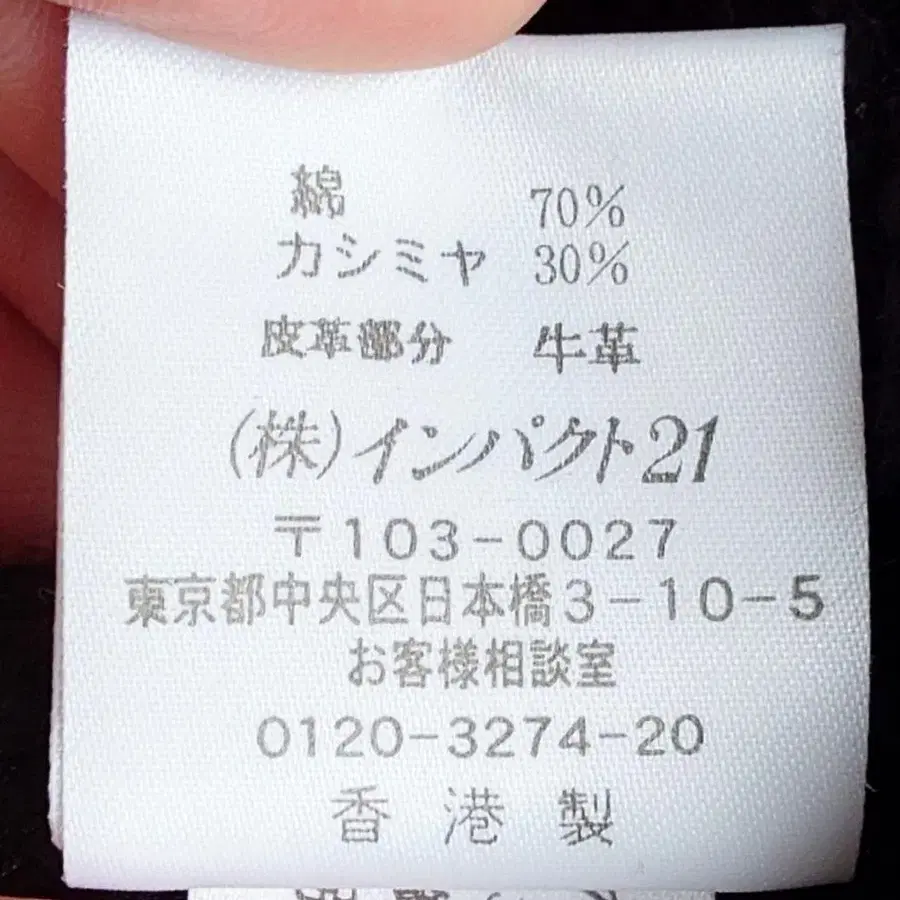 綿 70%
カシミヤ 30%
皮革部分 牛革
(株)インパクト21
〒103-0027
東京都中央区日本橋3-10-5
お客様相談室
0120-3274-20
香港製